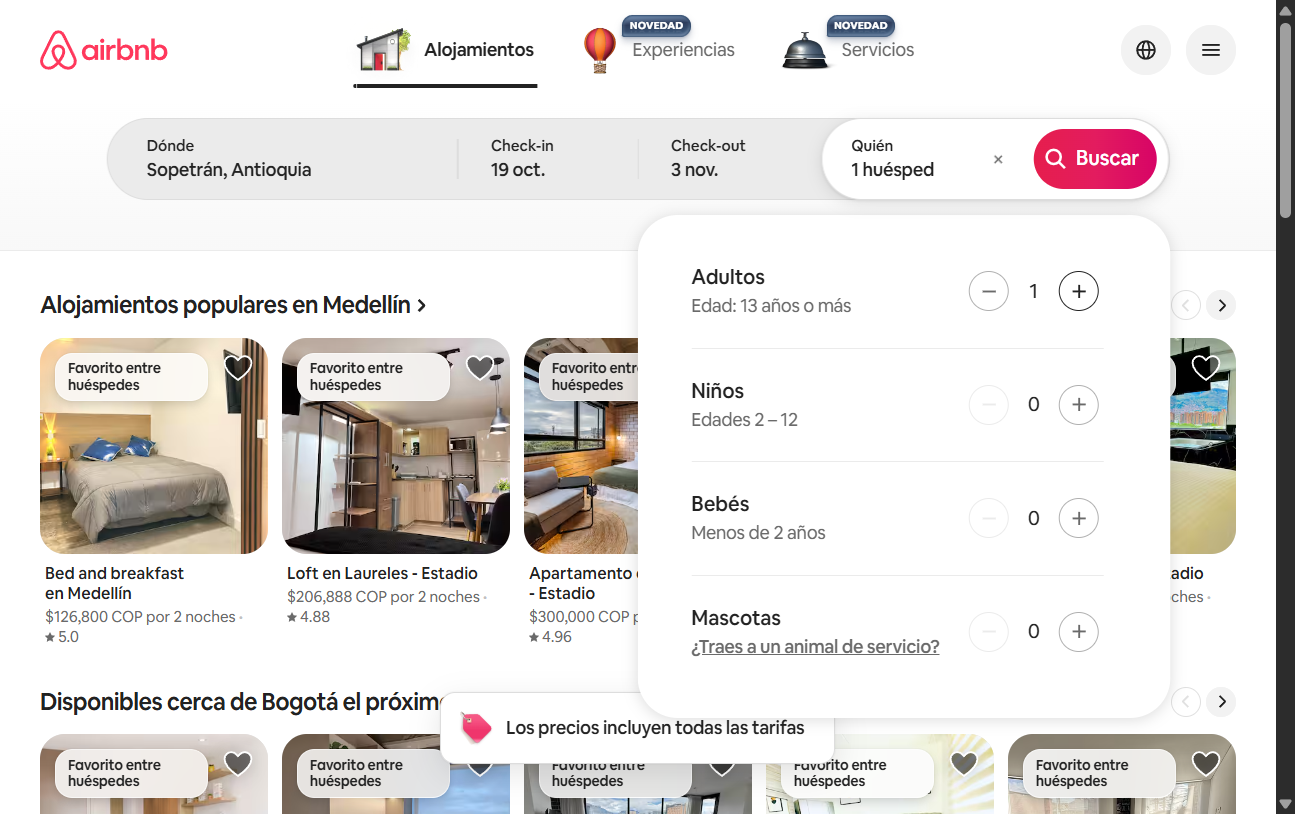 airbnb
Alojamientos
NOVEDAD
Experiencias
NOVEDAD
Servicios
Dónde
Sopetrán, Antioquia
Check-in
19 oct.
Check-out
3 nov.
Quién
1 huésped
Buscar
Adultos
Edad: 13 años o más
1
Niños
Edades 2 – 12
0
Bebés
Menos de 2 años
0
Mascotas
¿Traes a un animal de servicio?
0
Alojamientos populares en Medellín
Favorito entre
huéspedes
Favorito entre
huéspedes
Favorito entr
huéspedes
Bed and breakfast
en Medellín
$126,800 COP por 2 noches ·
5.0
Loft en Laureles - Estadio
$206,888 COP por 2 noches ·
4.88
Apartamento
- Estadio
$300,000 COP
4.96
adio
ches ·
Disponibles cerca de Bogotá el próxim
Los precios incluyen todas las tarifas
Favorito entre
huéspedes
Favorito entre
huéspedes
Favorito entre
huéspedes
Favorito entre
huéspedes
Favorito entre
huéspedes